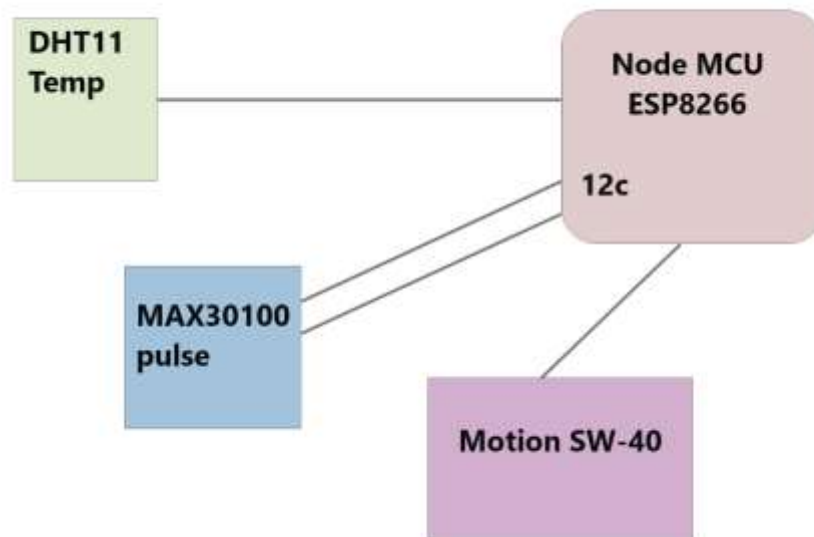 DHT11
Temp
Node MCU
ESP8266
12c
MAX30100
pulse
Motion SW-40